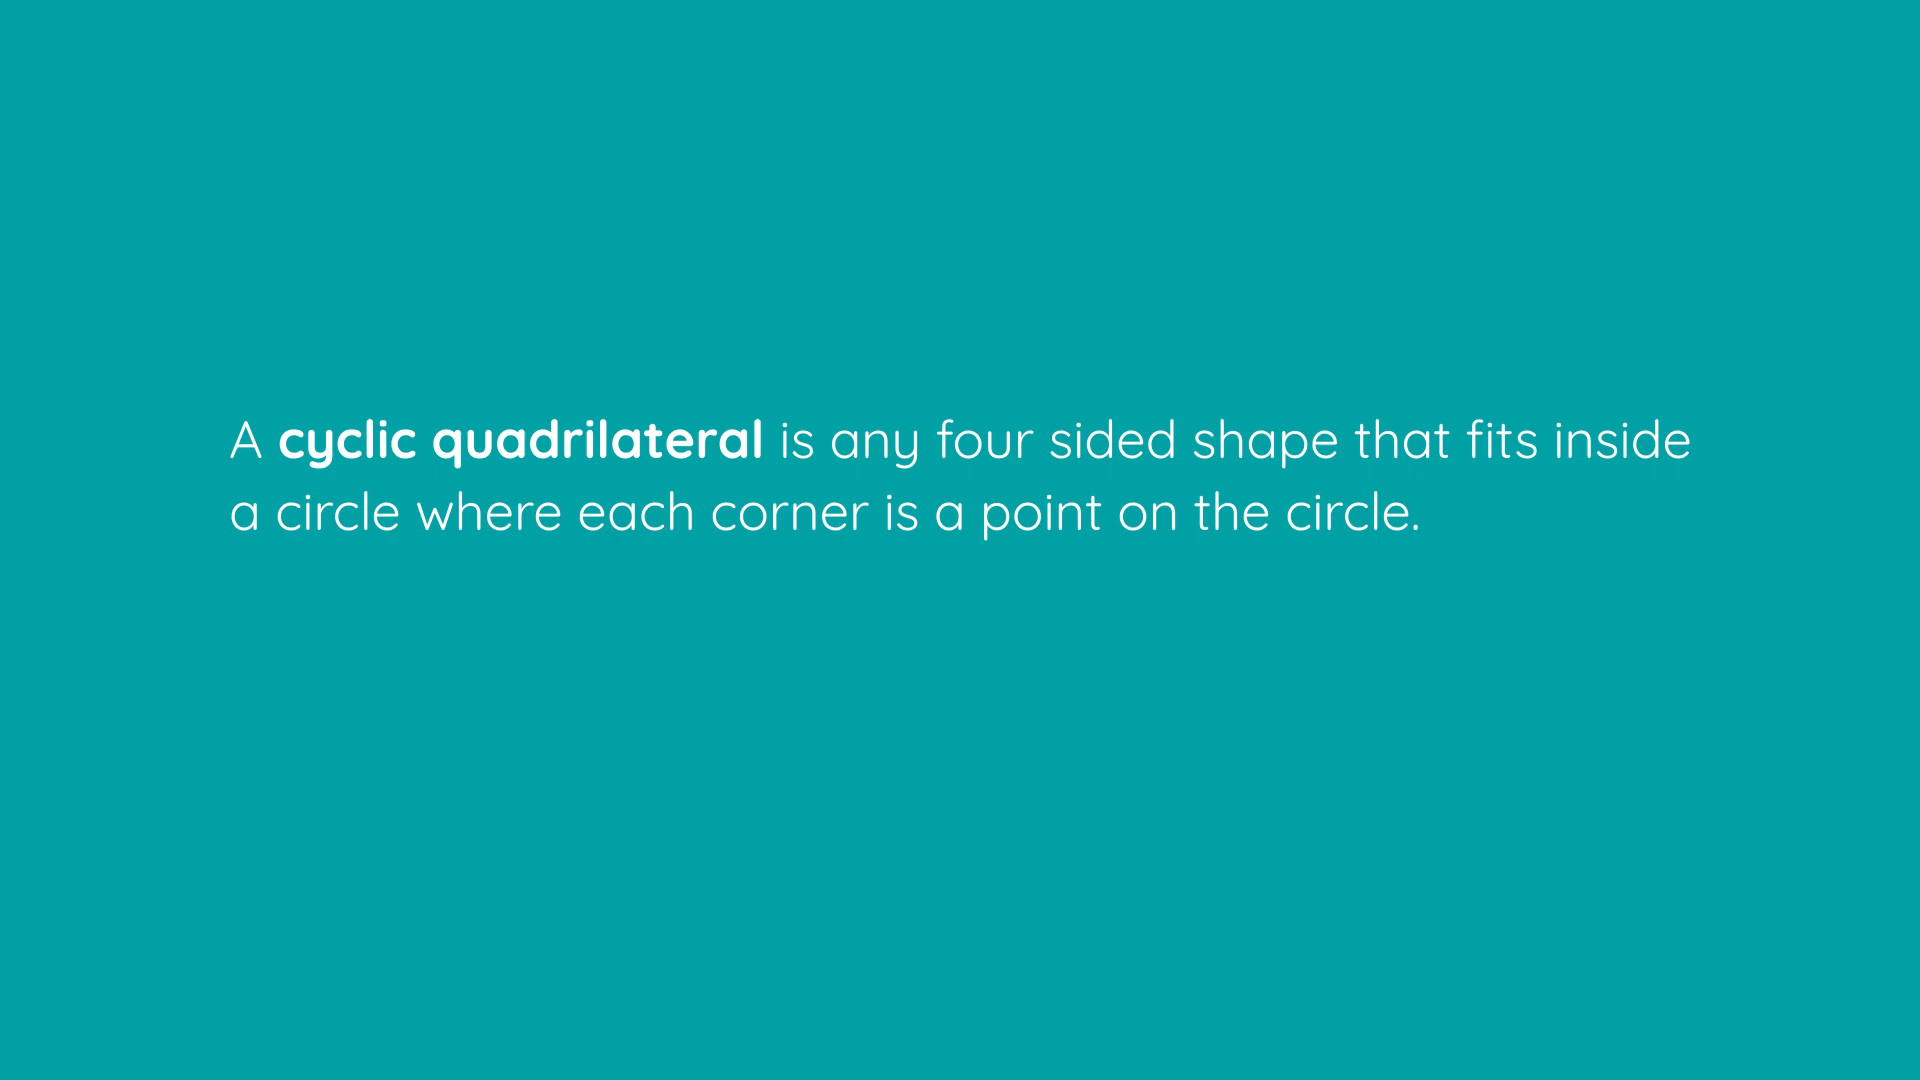 A cyclic quadrilateral is any four sided shape that fits inside
a circle where each corner is a point on the circle.